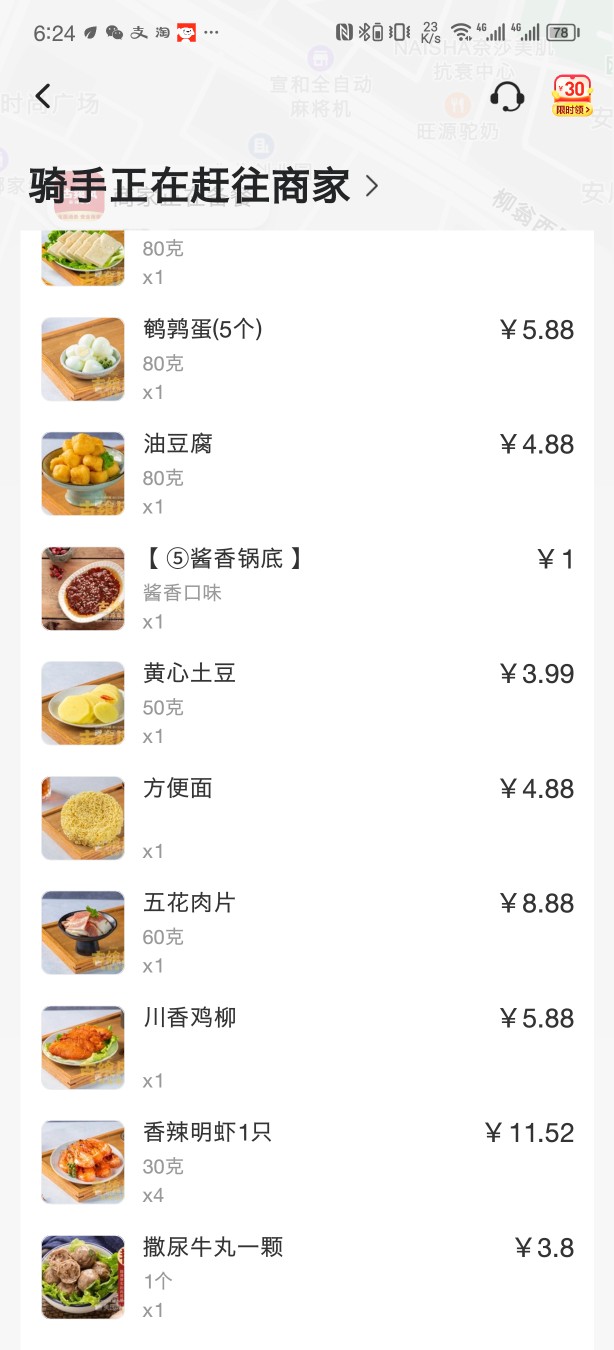 6:24
支
淘
23
K/s
4G
4G
78
NAISHA奈莎美肌
抗衰中心
宣和全自动
麻将机
时尚广场
旺源驼奶
¥30
限时领>
骑手正在赶往商家 >
柳翁西
80克
x1
鹌鹑蛋(5个)
￥5.88
80克
x1
油豆腐
￥4.88
80克
x1
【⑤酱香锅底】
￥1
酱香口味
x1
黄心土豆
￥3.99
50克
x1
方便面
￥4.88
x1
五花肉片
￥8.88
60克
x1
川香鸡柳
￥5.88
x1
香辣明虾1只
￥11.52
30克
x4
撒尿牛丸一颗
￥3.8
1个
x1